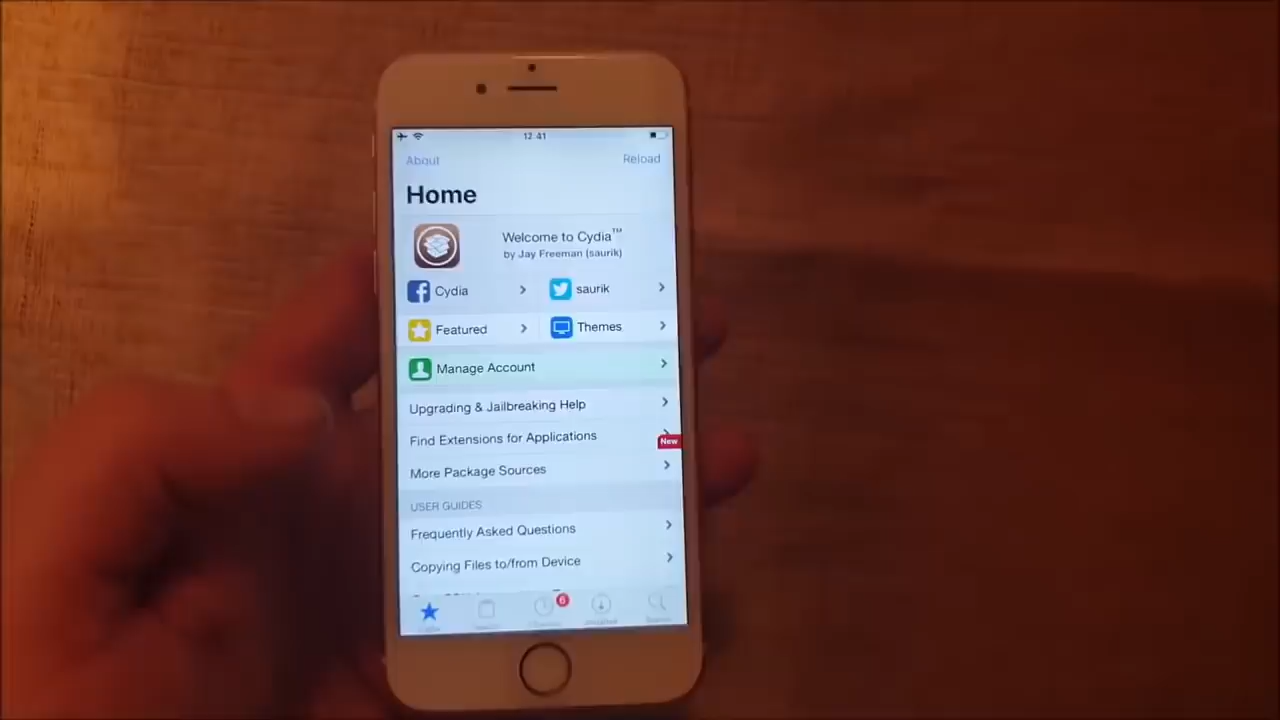 12:41
About
Reload
Home
Welcome to Cydia™
by Jay Freeman (saurik)
Cydia
saurik
Featured
Themes
Manage Account
Upgrading & Jailbreaking Help
Find Extensions for Applications
New
More Package Sources
USER GUIDES
Frequently Asked Questions
Copying Files to/from Device
6